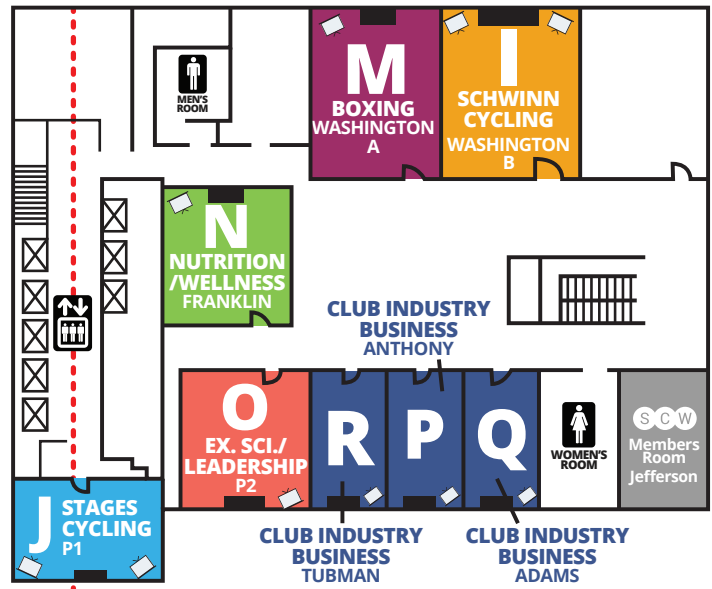 MEN'S
ROOM
M
BOXING
WASHINGTON
A
I
SCHWINN
CYCLING
WASHINGTON
B
N
NUTRITION
/WELLNESS
FRANKLIN
CLUB INDUSTRY
BUSINESS
ANTHONY
O
EX. SCI./
LEADERSHIP
P2
R
P
Q
WOMEN'S
ROOM
SCW
Members
Room
Jefferson
J
STAGES
CYCLING
P1
CLUB INDUSTRY
BUSINESS
TUBMAN
CLUB INDUSTRY
BUSINESS
ADAMS